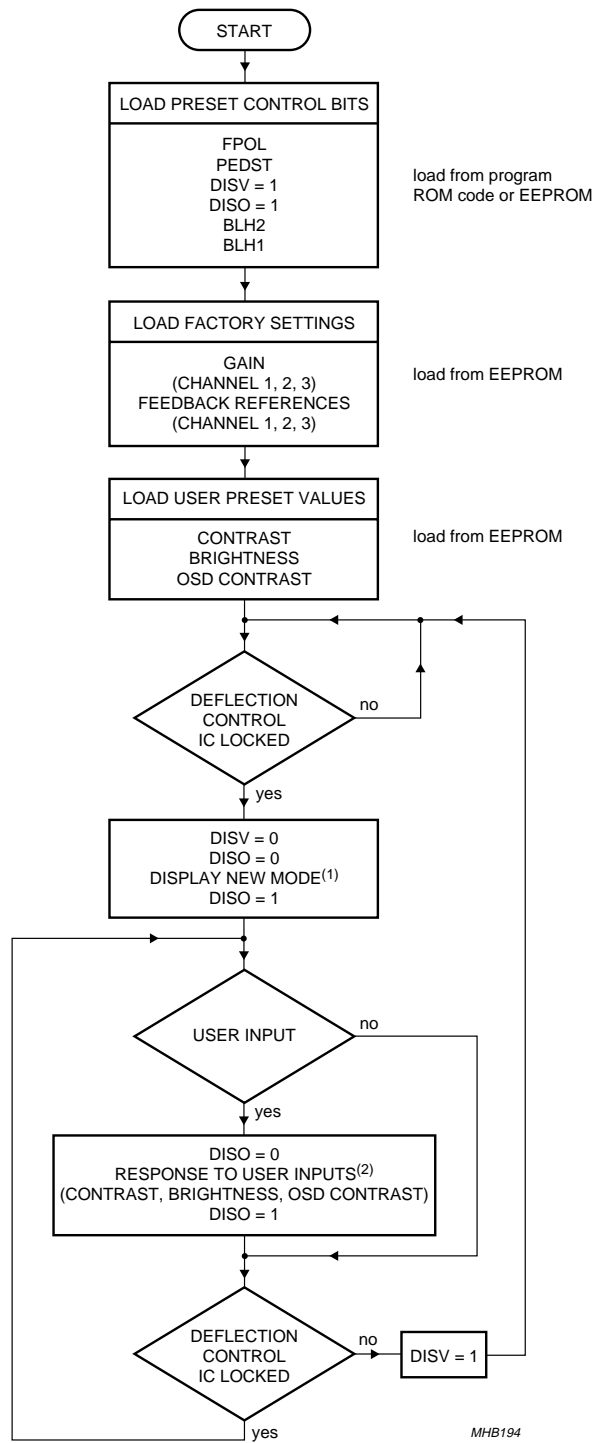 START
LOAD PRESET CONTROL BITS
FPOL
PEDST
DISV = 1
DISO = 1
BLH2
BLH1
load from program
ROM code or EEPROM
LOAD FACTORY SETTINGS
GAIN
(CHANNEL 1, 2, 3)
FEEDBACK REFERENCES
(CHANNEL 1, 2, 3)
load from EEPROM
LOAD USER PRESET VALUES
CONTRAST
BRIGHTNESS
OSD CONTRAST
load from EEPROM
DEFLECTION
CONTROL
IC LOCKED
no
yes
DISV = 0
DISO = 0
DISPLAY NEW MODE(1)
DISO = 1
USER INPUT
no
yes
DISO = 0
RESPONSE TO USER INPUTS(2)
(CONTRAST, BRIGHTNESS, OSD CONTRAST)
DISO = 1
DEFLECTION
CONTROL
IC LOCKED
no
DISV = 1
yes
MHB194